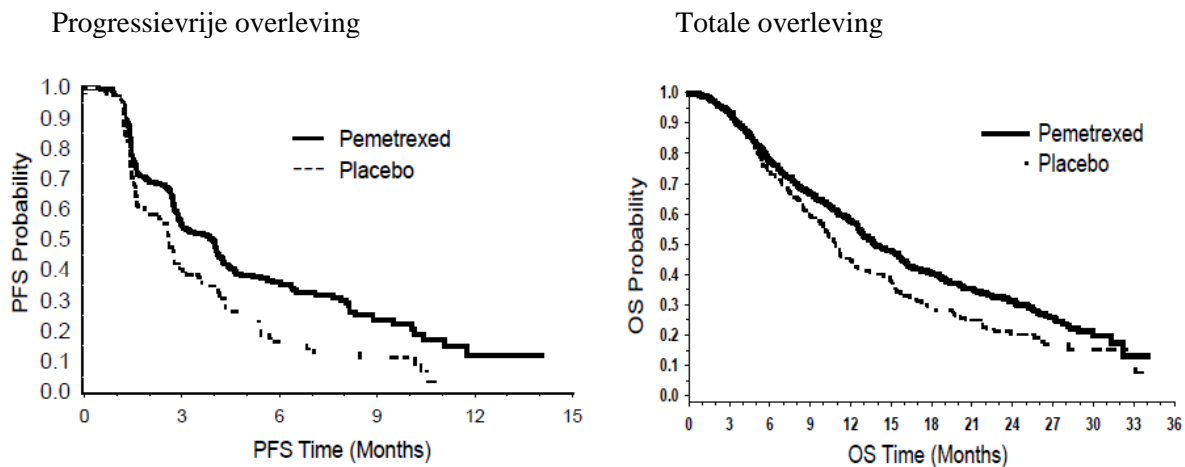 Progressievrije overleving
Totale overleving
PFS Probability
1.0
0.9
0.8
0.7
0.6
0.5
0.4
0.3
0.2
0.1
0.0
Pemetrexed
Placebo
0 3 6 9 12 15
PFS Time (Months)
OS Probability
1.0
0.9
0.8
0.7
0.6
0.5
0.4
0.3
0.2
0.1
0.0
Pemetrexed
Placebo
0 3 6 9 12 15 18 21 24 27 30 33 36
OS Time (Months)